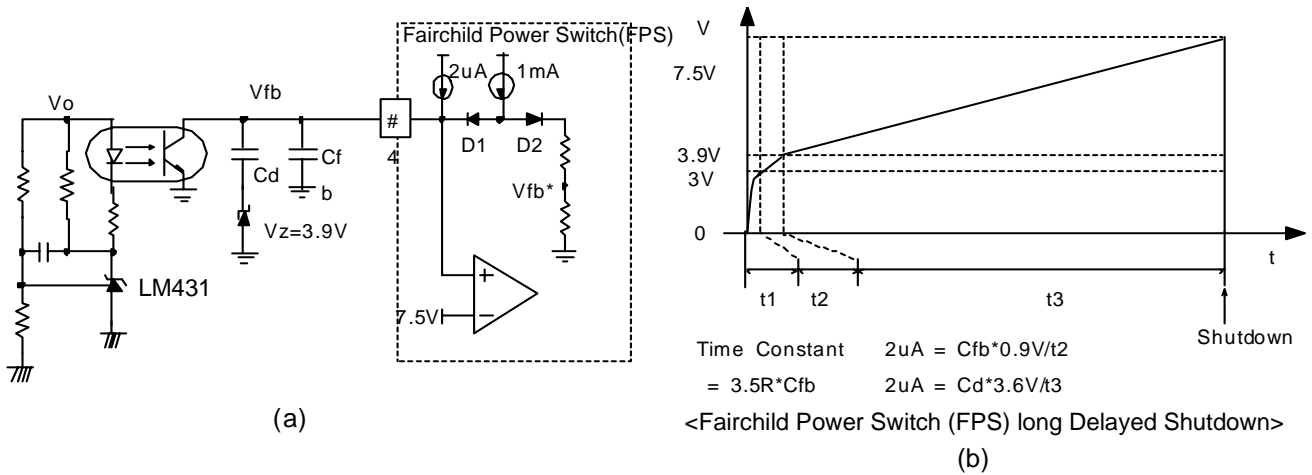 Fairchild Power Switch(FPS)
2uA
1mA
Vo
Vfb
#
4
D1
D2
Cd
Cf
b
Vfb*
Vz=3.9V
LM431
+
−
7.5V
(a)
V
7.5V
3.9V
3V
0
t
t1
t2
t3
Shutdown
Time Constant
= 3.5R*Cfb
2uA = Cfb*0.9V/t2
2uA = Cd*3.6V/t3
<Fairchild Power Switch (FPS) long Delayed Shutdown>
(b)